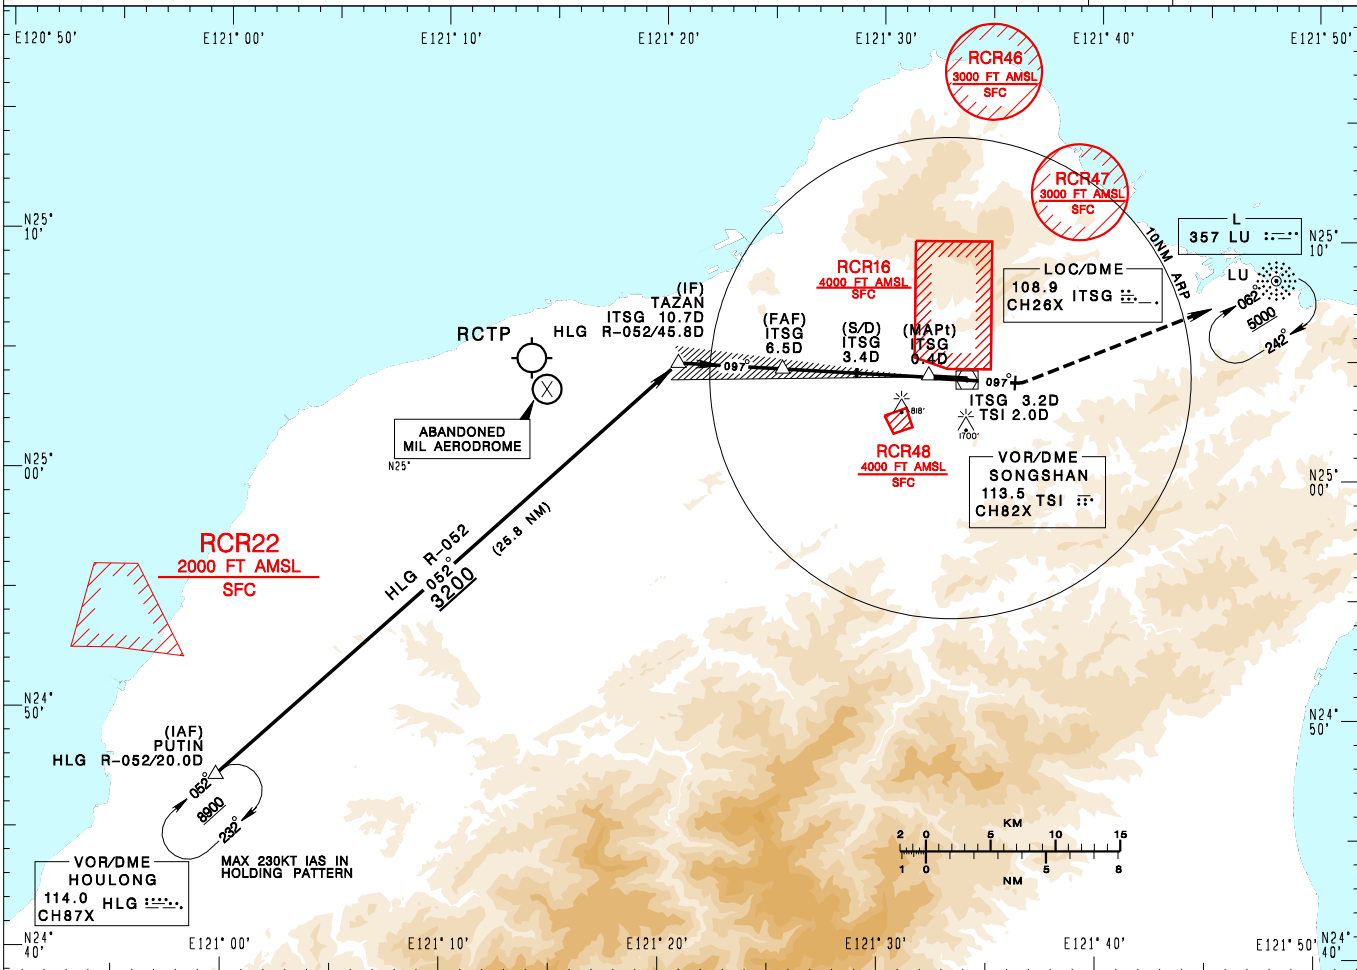 E120°50'
E121°00'
E121°10'
E121°20'
E121°30'
E121°40'
E121°50'
RCR46
3000 FT AMSL
SFC
RCR47
3000 FT AMSL
SFC
N25°
10'
N25°
10'
10NM ARP
L
357 LU
LU
062°
5000
242°
RCR16
4000 FT AMSL
SFC
LOC/DME
108.9
CH26X
ITSG
(IF)
TAZAN
ITSG 10.7D
HLG R-052/45.8D
(FAF)
ITSG
6.5D
(S/D)
ITSG
3.4D
(MAPt)
ITSG
0.4D
RCTP
097°
097°
ITSG 3.2D
TSI 2.0D
818'
1700'
ABANDONED
MIL AERODROME
N25°
RCR48
4000 FT AMSL
SFC
VOR/DME
SONGSHAN
113.5
CH82X
TSI
N25°
00'
N25°
00'
HLG R-052
052°
3200
(25.8 NM)
RCR22
2000 FT AMSL
SFC
N24°
50'
N24°
50'
(IAF)
PUTIN
HLG R-052/20.0D
052°
8900
232°
MAX 230KT IAS IN
HOLDING PATTERN
VOR/DME
HOULONG
114.0
CH87X
HLG
KM
2 0 5 10 15
1 0 5 8
NM
N24°
40'
E121°00'
E121°10'
E121°20'
E121°30'
E121°40'
E121°50'
N24°
40'